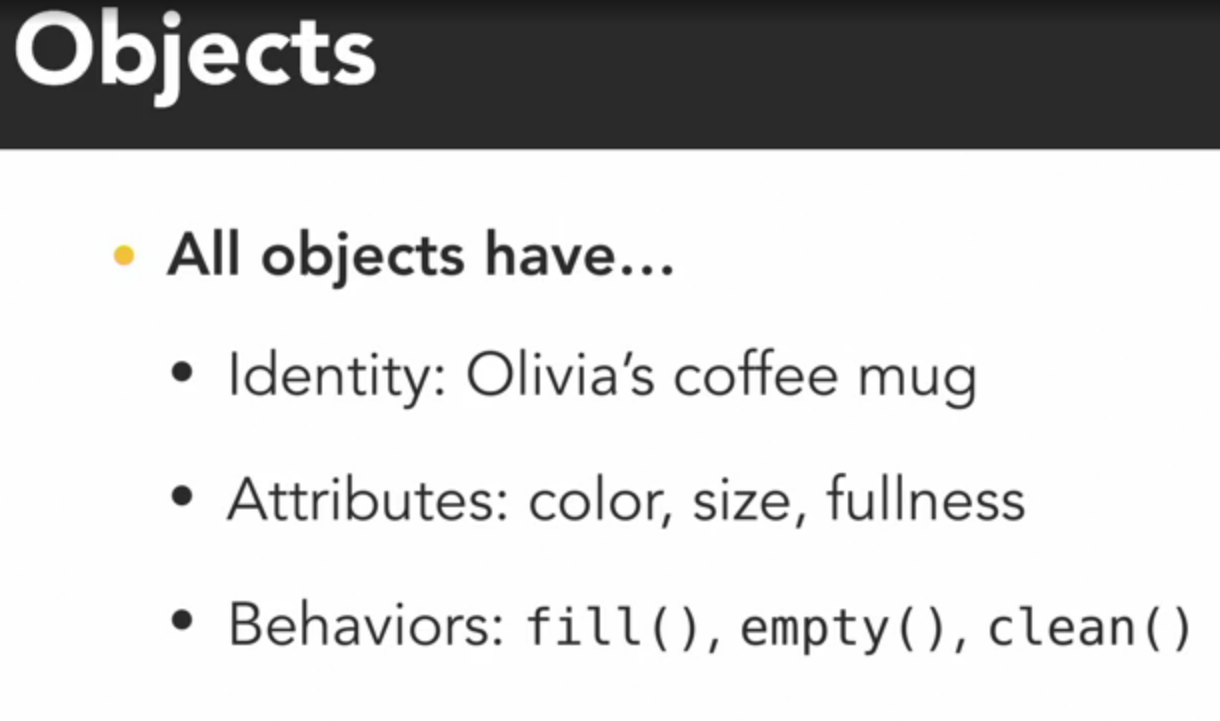 Objects
• All objects have...
• Identity: Olivia’s coffee mug
• Attributes: color, size, fullness
• Behaviors: fill(), empty(), clean()